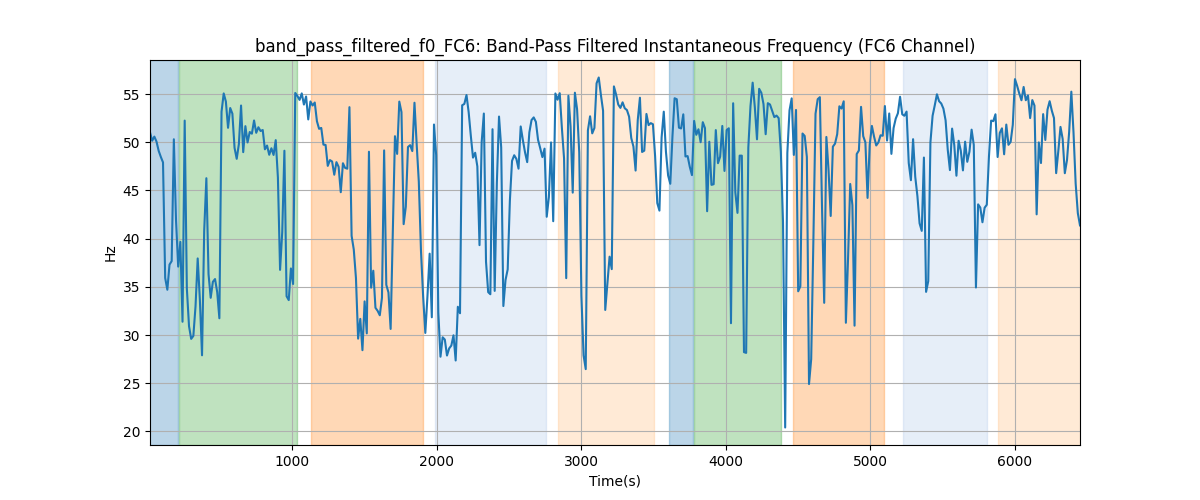 band_pass_filtered_f0_FC6: Band-Pass Filtered Instantaneous Frequency (FC6 Channel)
55
50
45
40
35
30
25
20
Hz
1000 2000 3000 4000 5000 6000
Time(s)